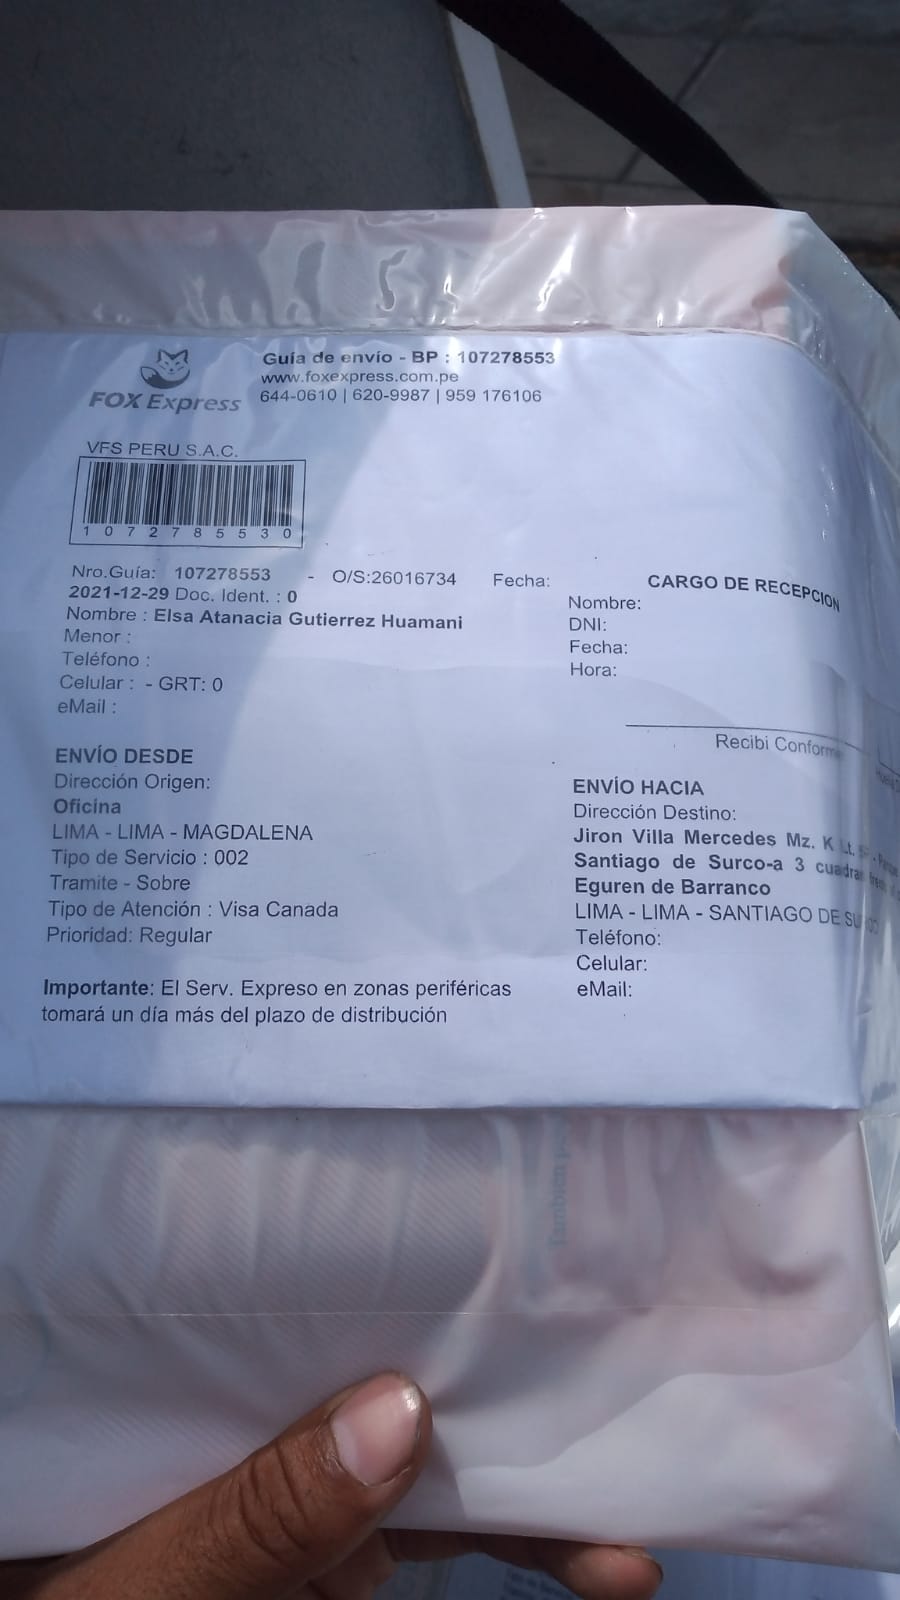 FOX Express
Guía de envío - BP : 107278553
www.foxexpress.com.pe
644-0610 | 620-9987 | 959 176106
VFS PERU S.A.C.
1 0 7 2 7 8 5 5 3 0
Nro.Guía: 107278553 - O/S:26016734 Fecha:
2021-12-29 Doc. Ident. : 0
Nombre : Elsa Atanacia Gutierrez Huamani
Menor :
Teléfono :
Celular : - GRT: 0
eMail :
CARGO DE RECEPCION
Nombre:
DNI:
Fecha:
Hora:
Recibi Conforme
ENVÍO DESDE
Dirección Origen:
Oficina
LIMA - LIMA - MAGDALENA
Tipo de Servicio : 002
Tramite - Sobre
Tipo de Atención : Visa Canada
Prioridad: Regular
ENVÍO HACIA
Dirección Destino:
Jiron Villa Mercedes Mz. K Lt.
Santiago de Surco-a 3 cuadras
Eguren de Barranco
LIMA - LIMA - SANTIAGO DE SURCO
Teléfono:
Celular:
eMail:
Importante: El Serv. Expreso en zonas periféricas
tomará un día más del plazo de distribución